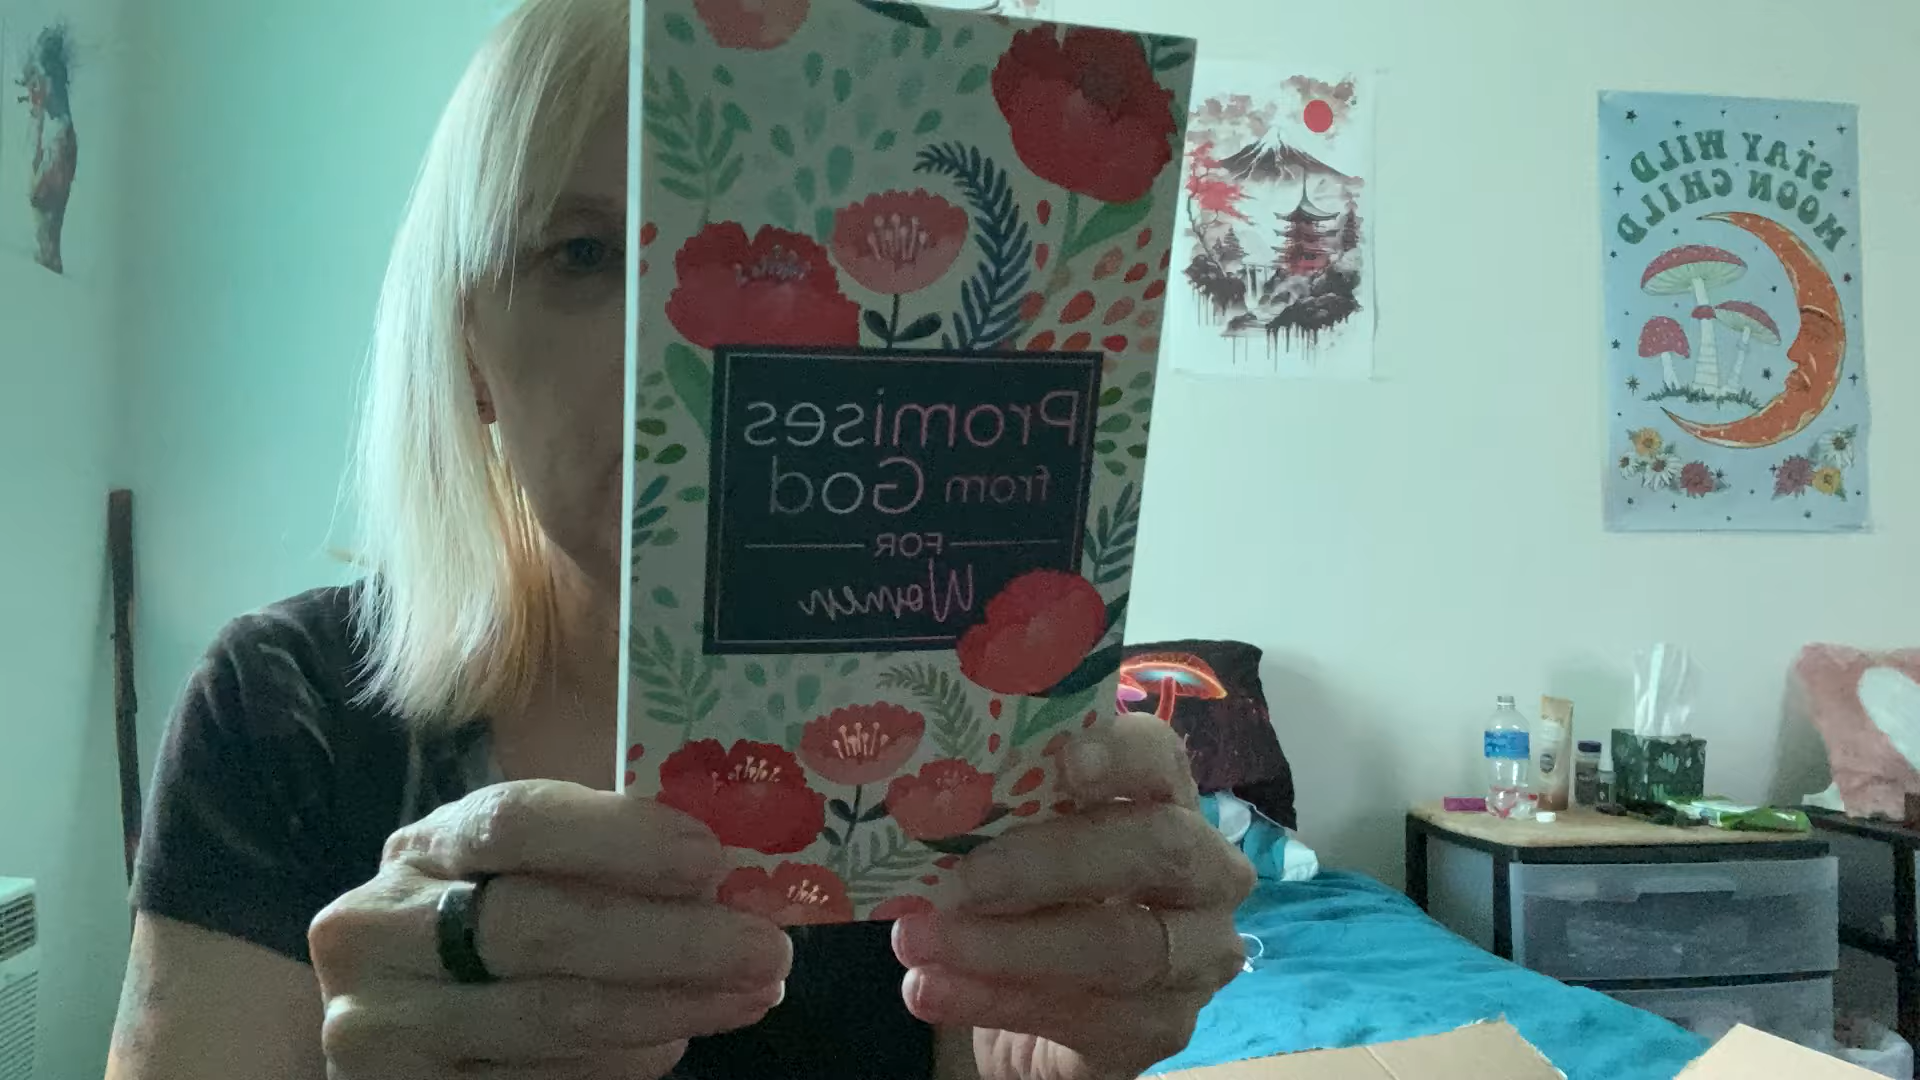 Promises
from God
FOR
Women
STAY WILD
MOON CHILD